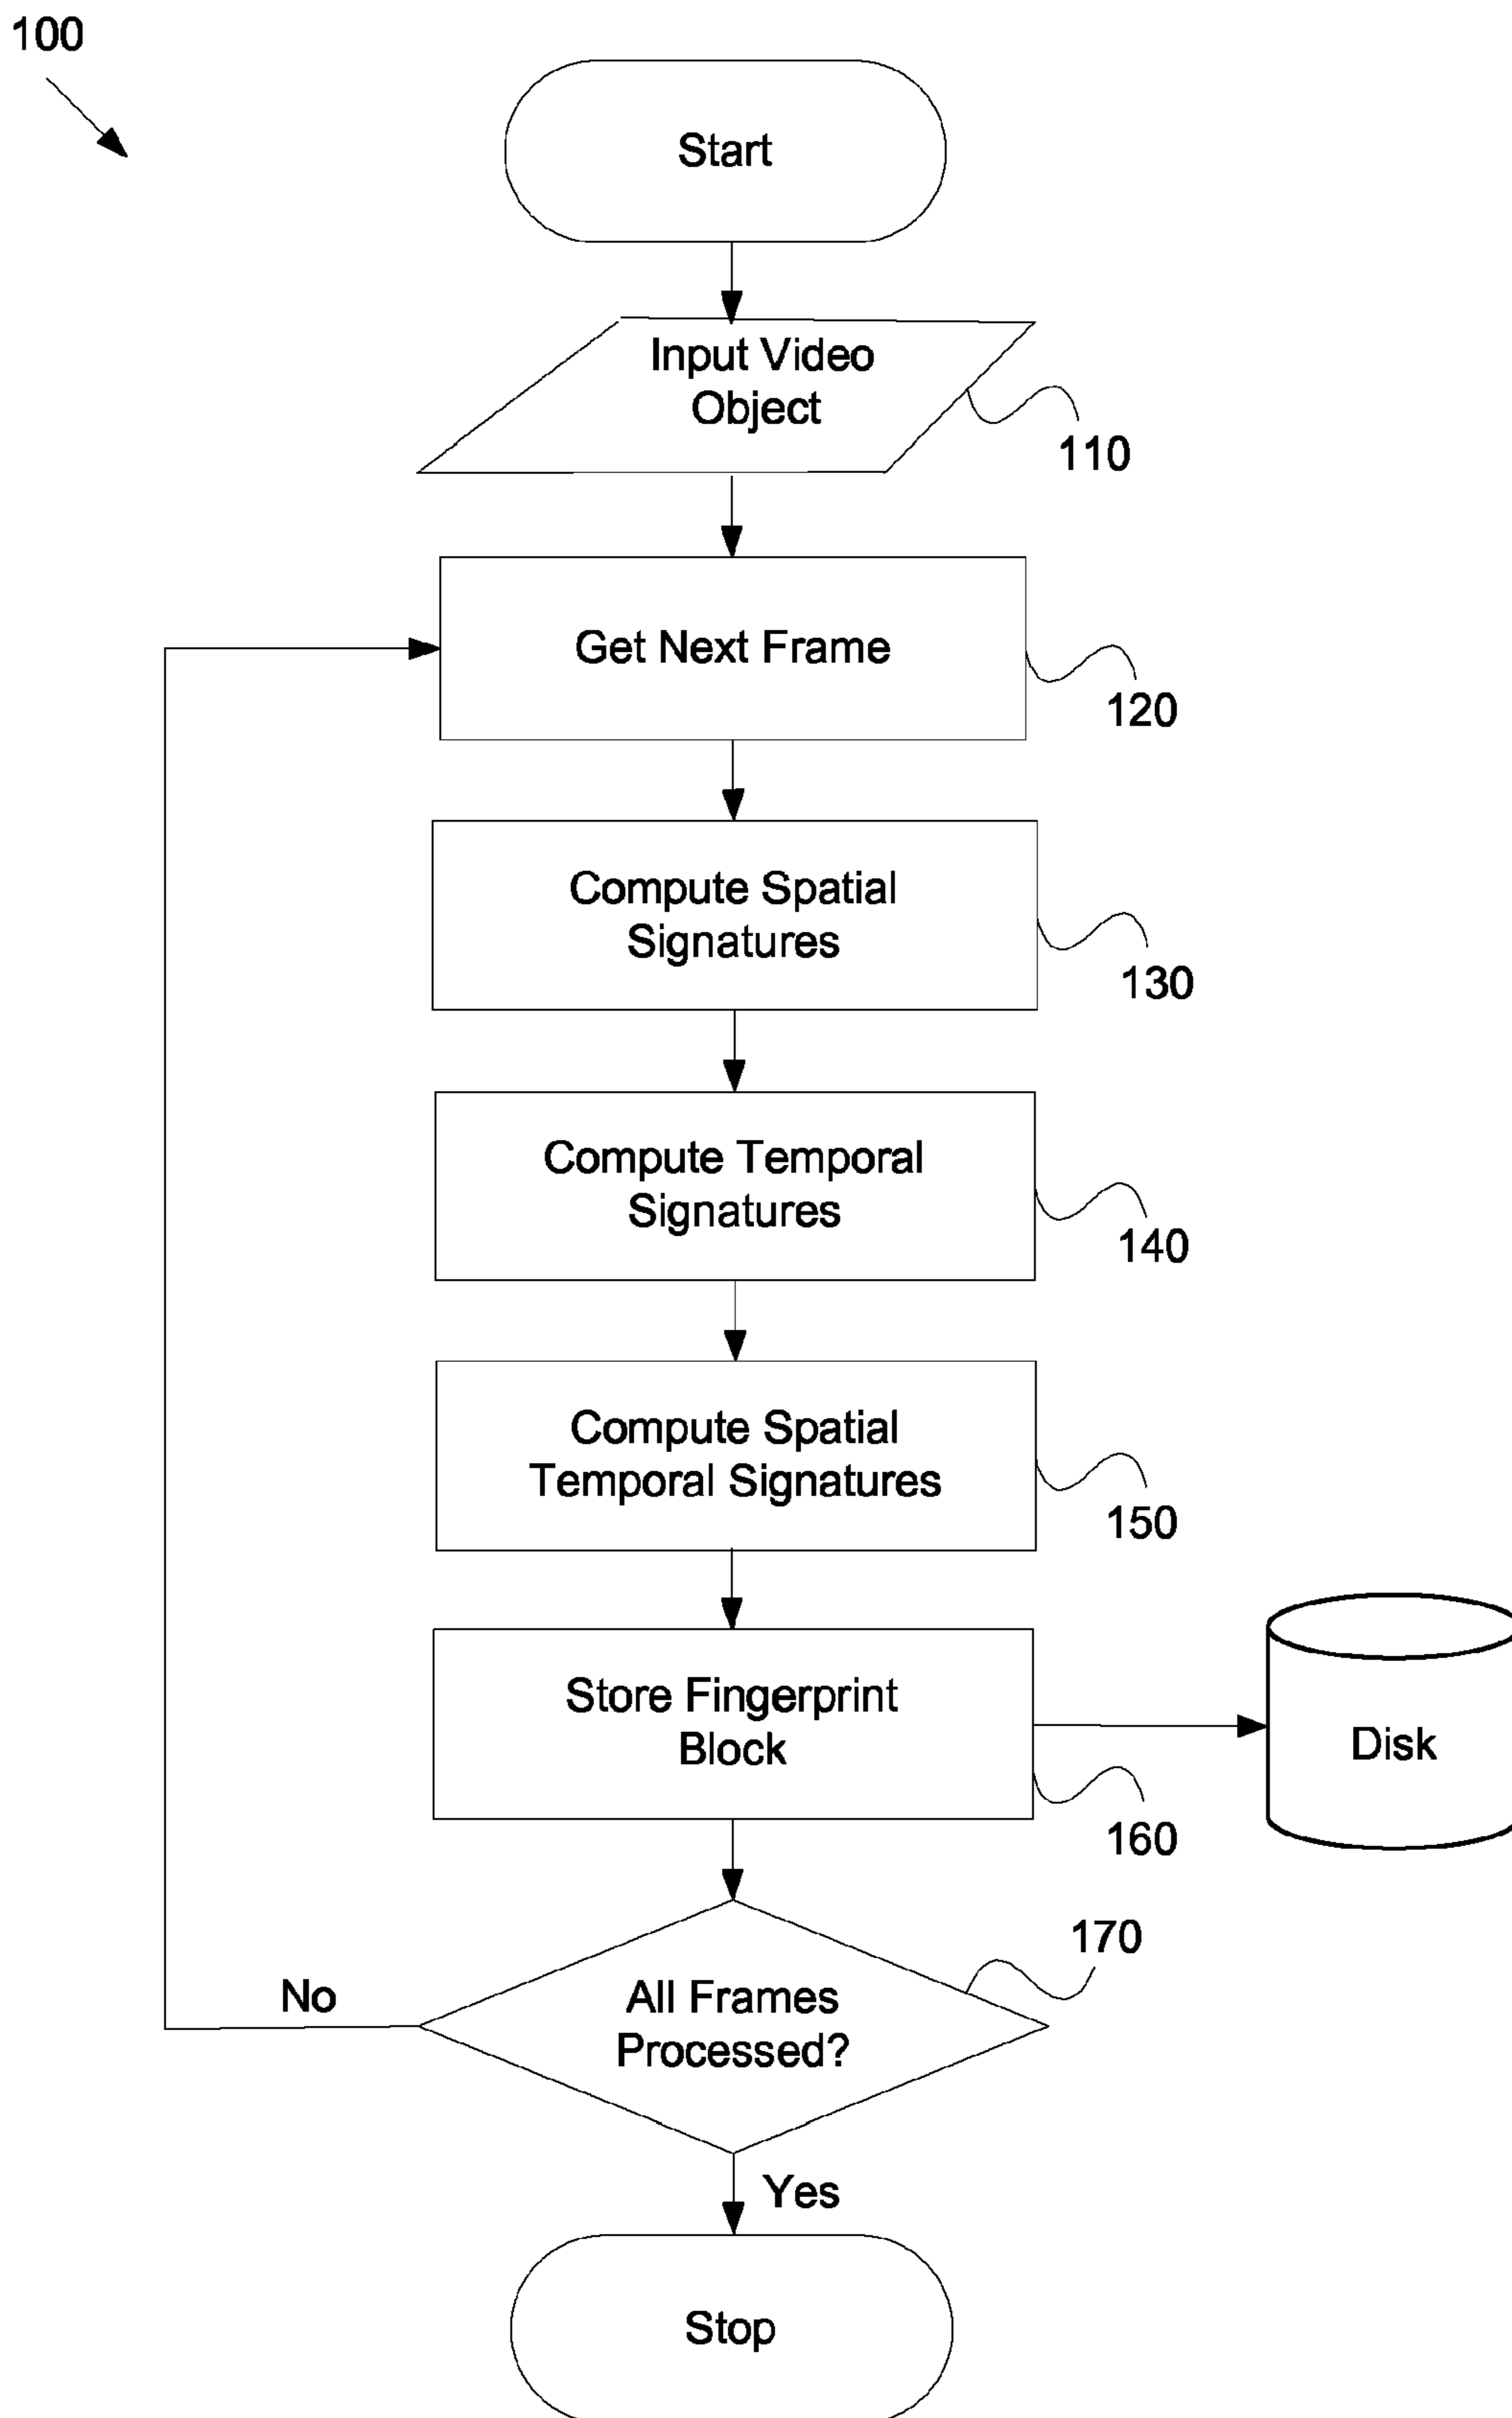 100
Start
Input Video
Object
110
Get Next Frame
120
Compute Spatial
Signatures
130
Compute Temporal
Signatures
140
Compute Spatial
Temporal Signatures
150
Store Fingerprint
Block
Disk
160
170
No
All Frames
Processed?
Yes
Stop